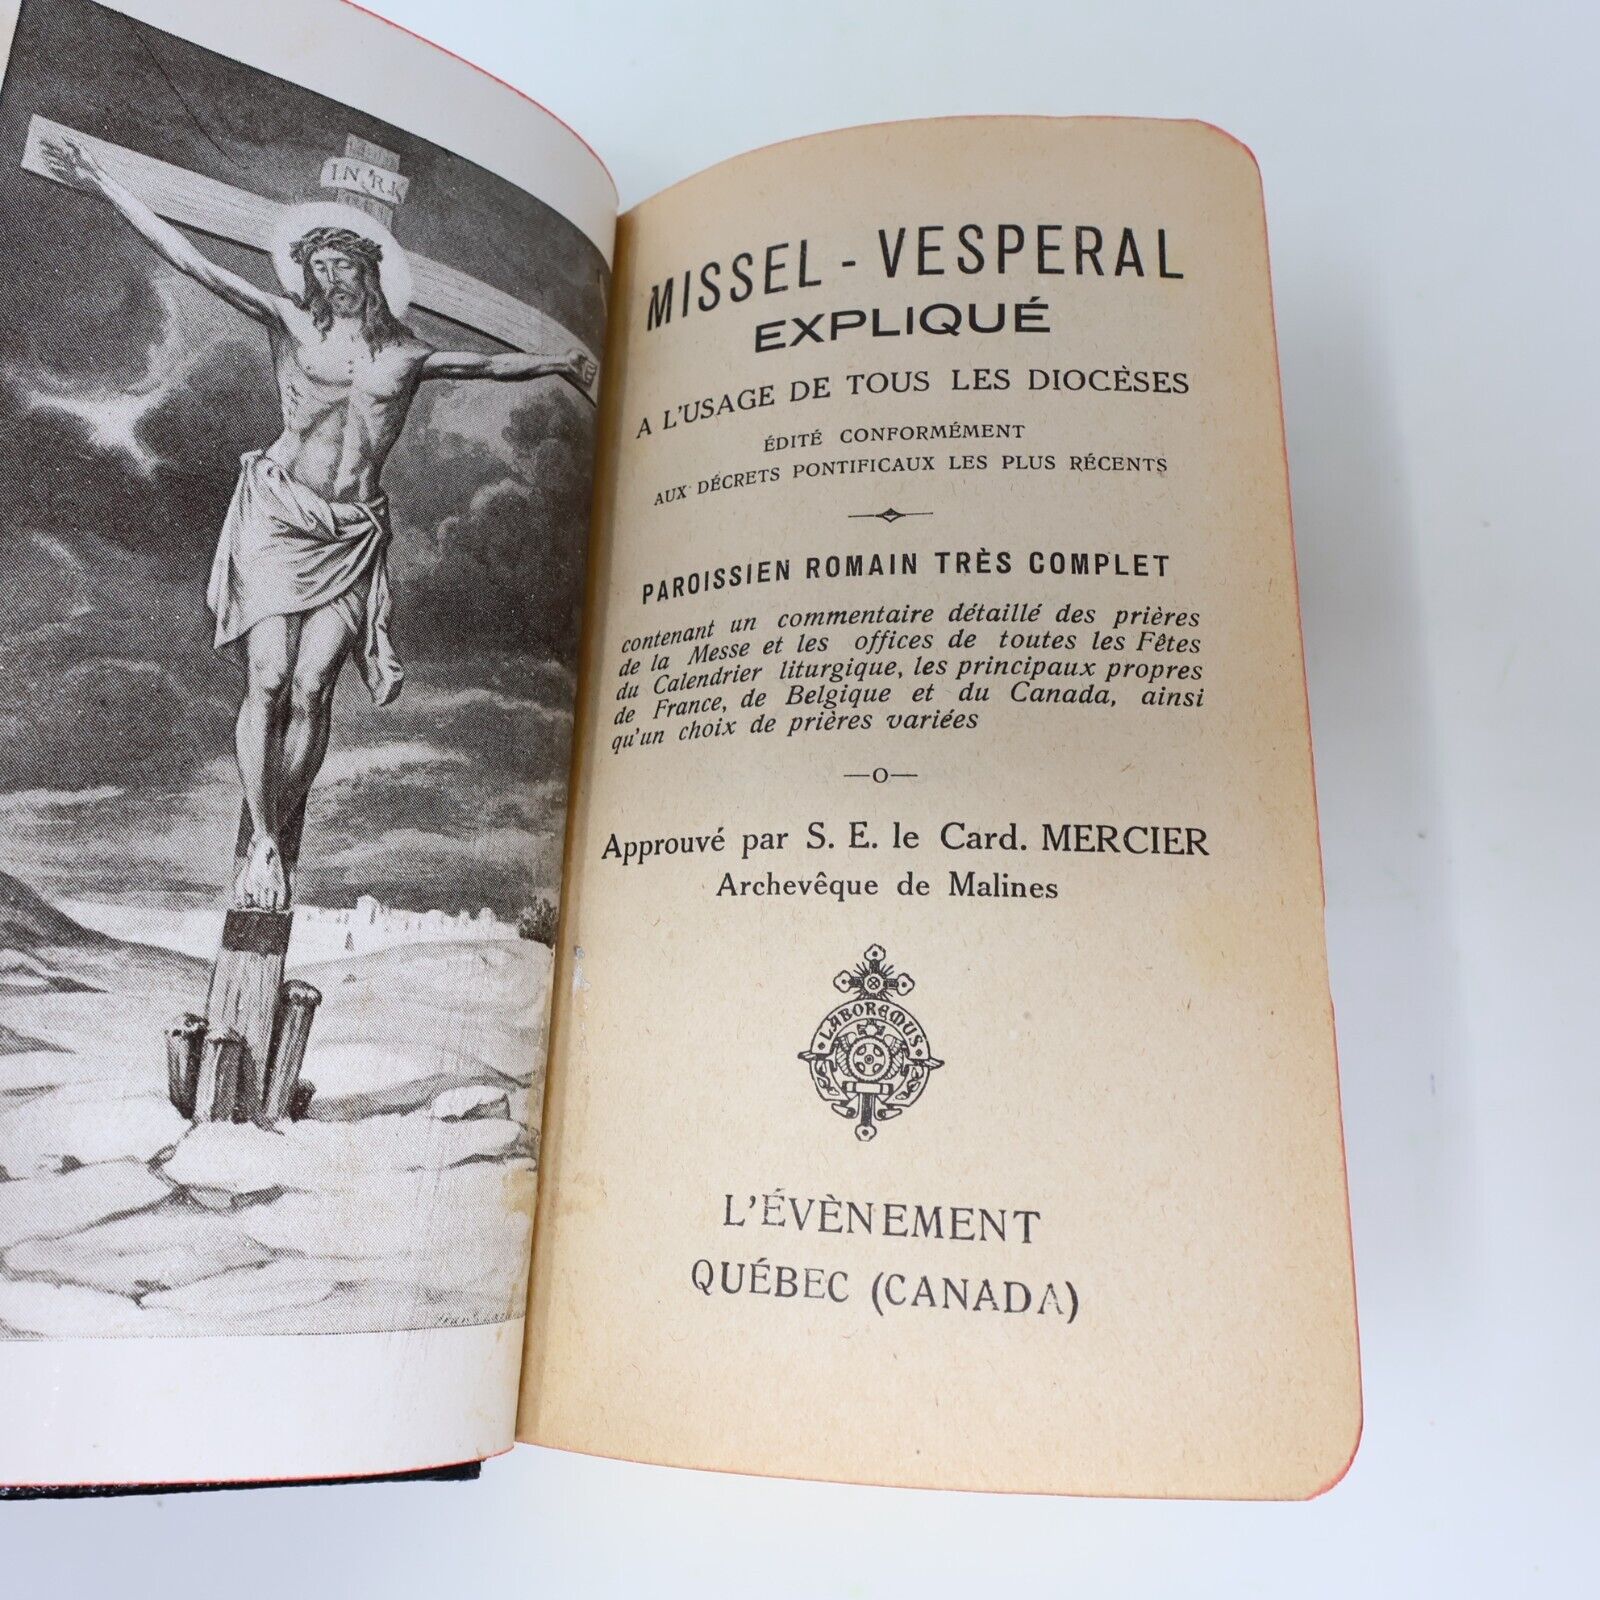 I.N.R.I
MISSEL - VESPERAL
EXPLIQUÉ
A L'USAGE DE TOUS LES DIOCÈSES
ÉDITÉ CONFORMÉMENT
AUX DÉCRETS PONTIFICAUX LES PLUS RÉCENTS
PAROISSIEN ROMAIN TRÈS COMPLET
contenant un commentaire détaillé des prières
de la Messe et les offices de toutes les Fêtes
du Calendrier liturgique, les principaux propres
de France, de Belgique et du Canada, ainsi
qu'un choix de prières variées
—O—
Approuvé par S. E. le Card. MERCIER
Archevêque de Malines
LABOREMUS
L'ÉVÈNEMENT
QUÉBEC (CANADA)